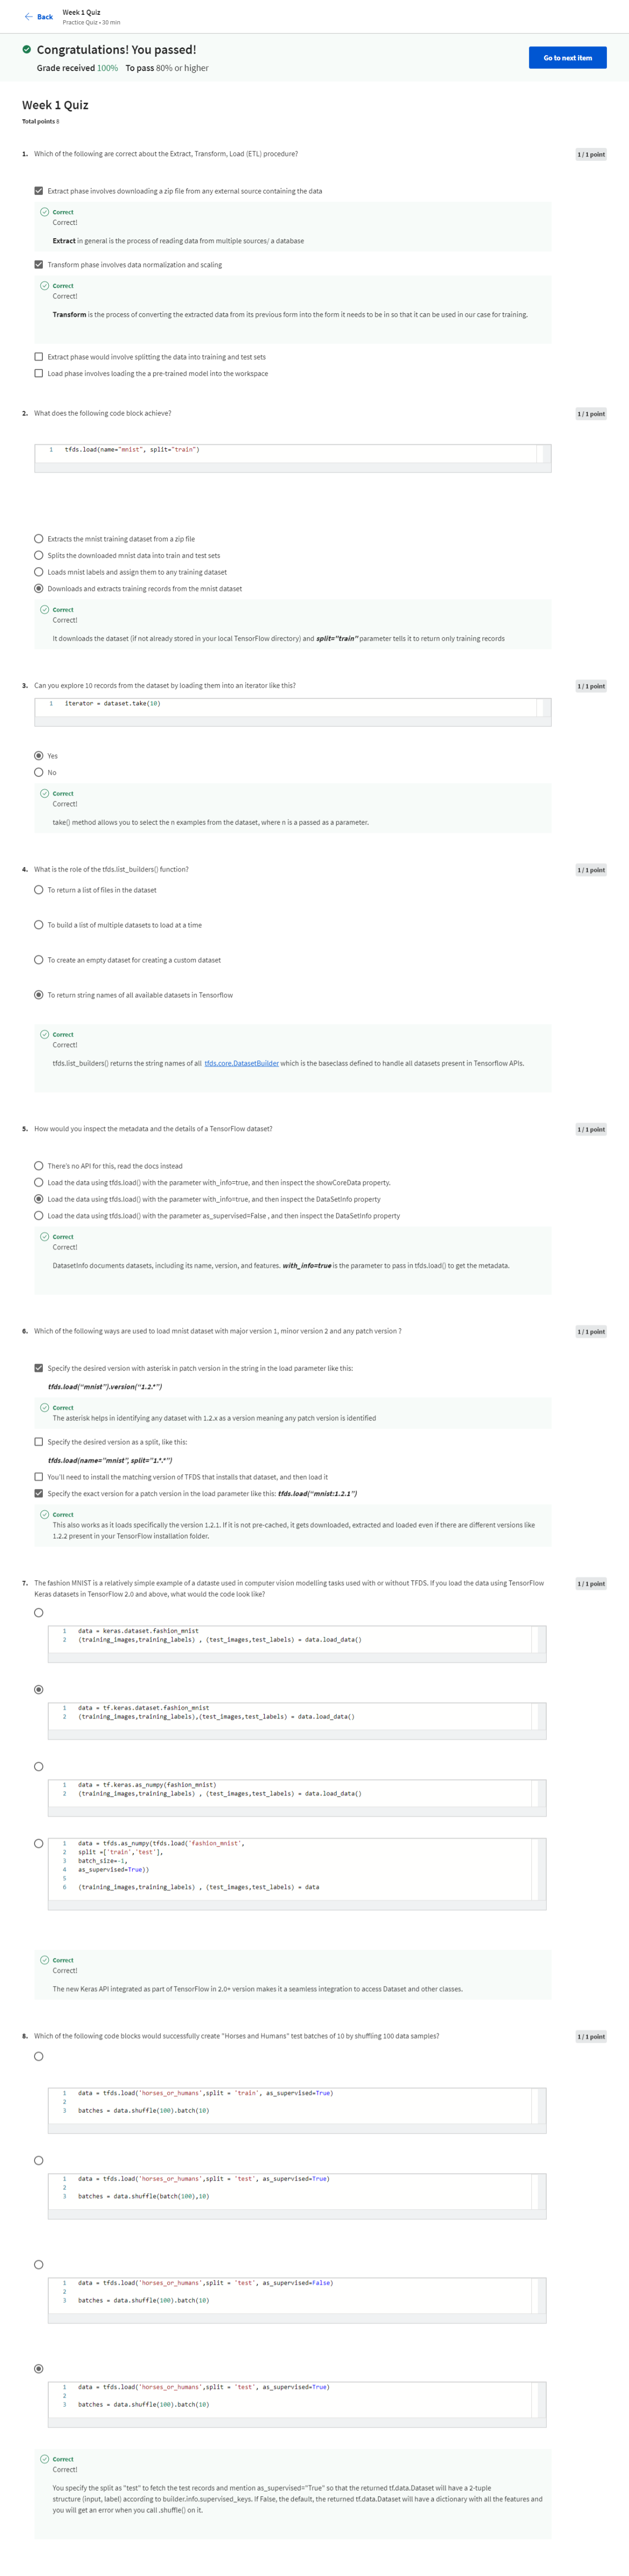 Back
Week 1 Quiz
Practice Quiz • 30 min
Congratulations! You passed!
Grade received 100% To pass 80% or higher
Go to next item
Week 1 Quiz
Total points 8
1. Which of the following are correct about the Extract, Transform, Load (ETL) procedure?
1 / 1 point
Extract phase involves downloading a zip file from any external source containing the data
Correct
Correct!
Extract in general is the process of reading data from multiple sources/ a database
Transform phase involves data normalization and scaling
Correct
Correct!
Transform is the process of converting the extracted data from its previous form into the form it needs to be in so that it can be used in our case for training.
Extract phase would involve splitting the data into training and test sets
Load phase involves loading the a pre-trained model into the workspace
2. What does the following code block achieve?
1 / 1 point
1 tfds.load(name="mnist", split="train")
Extracts the mnist training dataset from a zip file
Splits the downloaded mnist data into train and test sets
Loads mnist labels and assign them to any training dataset
Downloads and extracts training records from the mnist dataset
Correct
Correct!
It downloads the dataset (if not already stored in your local TensorFlow directory) and split="train" parameter tells it to return only training records
3. Can you explore 10 records from the dataset by loading them into an iterator like this?
1 / 1 point
1 iterator = dataset.take(10)
Yes
No
Correct
Correct!
take() method allows you to select the n examples from the dataset, where n is a passed as a parameter.
4. What is the role of the tfds.list_builders() function?
1 / 1 point
To return a list of files in the dataset
To build a list of multiple datasets to load at a time
To create an empty dataset for creating a custom dataset
To return string names of all available datasets in Tensorflow
Correct
Correct!
tfds.list_builders() returns the string names of all tfds.core.DatasetBuilder which is the baseclass defined to handle all datasets present in Tensorflow APIs.
5. How would you inspect the metadata and the details of a TensorFlow dataset?
1 / 1 point
There's no API for this, read the docs instead
Load the data using tfds.load() with the parameter with_info=true, and then inspect the showCoreData property.
Load the data using tfds.load() with the parameter with_info=true, and then inspect the DataSetInfo property
Load the data using tfds.load() with the parameter as_supervised=False , and then inspect the DataSetInfo property
Correct
Correct!
DatasetInfo documents datasets, including its name, version, and features. with_info=true is the parameter to pass in tfds.load() to get the metadata.
6. Which of the following ways are used to load mnist dataset with major version 1, minor version 2 and any patch version ?
1 / 1 point
Specify the desired version with asterisk in patch version in the string in the load parameter like this:
tfds.load("mnist").version("1.2.*")
Correct
The asterisk helps in identifying any dataset with 1.2.x as a version meaning any patch version is identified
Specify the desired version as a split, like this:
tfds.load(name="mnist", split="1.*.*")
You'll need to install the matching version of TFDS that installs that dataset, and then load it
Specify the exact version for a patch version in the load parameter like this: tfds.load("mnist:1.2.1")
Correct
This also works as it loads specifically the version 1.2.1. If it is not pre-cached, it gets downloaded, extracted and loaded even if there are different versions like
1.2.2 present in your TensorFlow installation folder.
7. The fashion MNIST is a relatively simple example of a dataste used in computer vision modelling tasks used with or without TFDS. If you load the data using TensorFlow
Keras datasets in TensorFlow 2.0 and above, what would the code look like?
1 / 1 point
1 data = keras.dataset.fashion_mnist
2 (training_images,training_labels) , (test_images,test_labels) = data.load_data()
1 data = tf.keras.dataset.fashion_mnist
2 (training_images,training_labels),(test_images,test_labels) = data.load_data()
1 data = tf.keras.as_numpy(fashion_mnist)
2 (training_images,training_labels) , (test_images,test_labels) = data.load_data()
1 data = tfds.as_numpy(tfds.load('fashion_mnist',
2 split =['train','test'],
3 batch_size=-1,
4 as_supervised=True))
5
6 (training_images,training_labels) , (test_images,test_labels) = data
Correct
Correct!
The new Keras API integrated as part of TensorFlow in 2.0+ version makes it a seamless integration to access Dataset and other classes.
8. Which of the following code blocks would successfully create "Horses and Humans" test batches of 10 by shuffling 100 data samples?
1 / 1 point
1 data = tfds.load('horses_or_humans',split = 'train', as_supervised=True)
2
3 batches = data.shuffle(100).batch(10)
1 data = tfds.load('horses_or_humans',split = 'test', as_supervised=True)
2
3 batches = data.shuffle(batch(100),10)
1 data = tfds.load('horses_or_humans',split = 'test', as_supervised=False)
2
3 batches = data.shuffle(100).batch(10)
1 data = tfds.load('horses_or_humans',split = 'test', as_supervised=True)
2
3 batches = data.shuffle(100).batch(10)
Correct
Correct!
You specify the split as "test" to fetch the test records and mention as_supervised="True" so that the returned tf.data.Dataset will have a 2-tuple
structure (input, label) according to builder.info.supervised_keys. If False, the default, the returned tf.data.Dataset will have a dictionary with all the features and
you will get an error when you call .shuffle() on it.